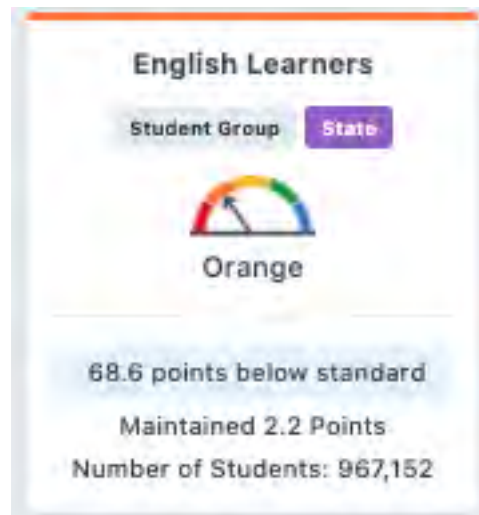 English Learners
Student Group State
Orange
68.6 points below standard
Maintained 2.2 Points
Number of Students: 967,152